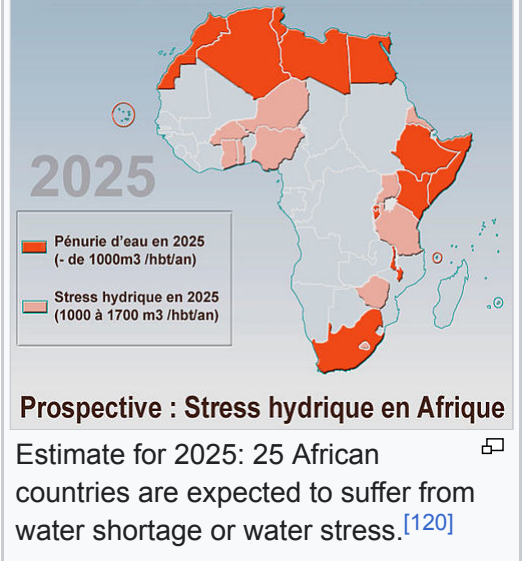 2025
Pénurie d'eau en 2025
(- de 1000m3 /hbt/an)
Stress hydrique en 2025
(1000 à 1700 m3 /hbt/an)
Prospective : Stress hydrique en Afrique
Estimate for 2025: 25 African
countries are expected to suffer from
water shortage or water stress.[120]